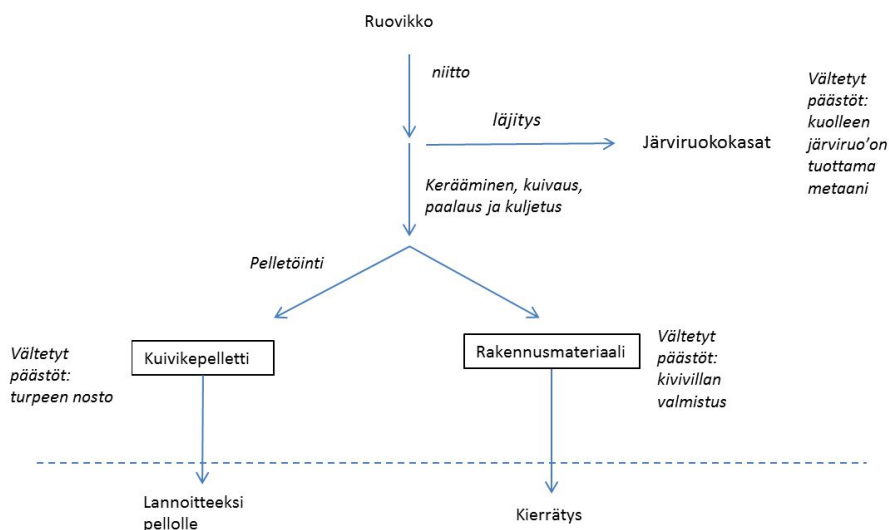 Ruovikko
niitto
läjitys
Järviruokokasat
Vältetyt
päästöt:
kuolleen
järviruo'on
tuottama
metaani
Kerääminen, kuivaus,
paalaus ja kuljetus
Pelletöinti
Vältetyt
päästöt:
turpeen nosto
Kuivikepelletti
Rakennusmateriaali
Vältetyt
päästöt:
kivivillan
valmistus
Lannoitteeksi
pellolle
Kierrätys